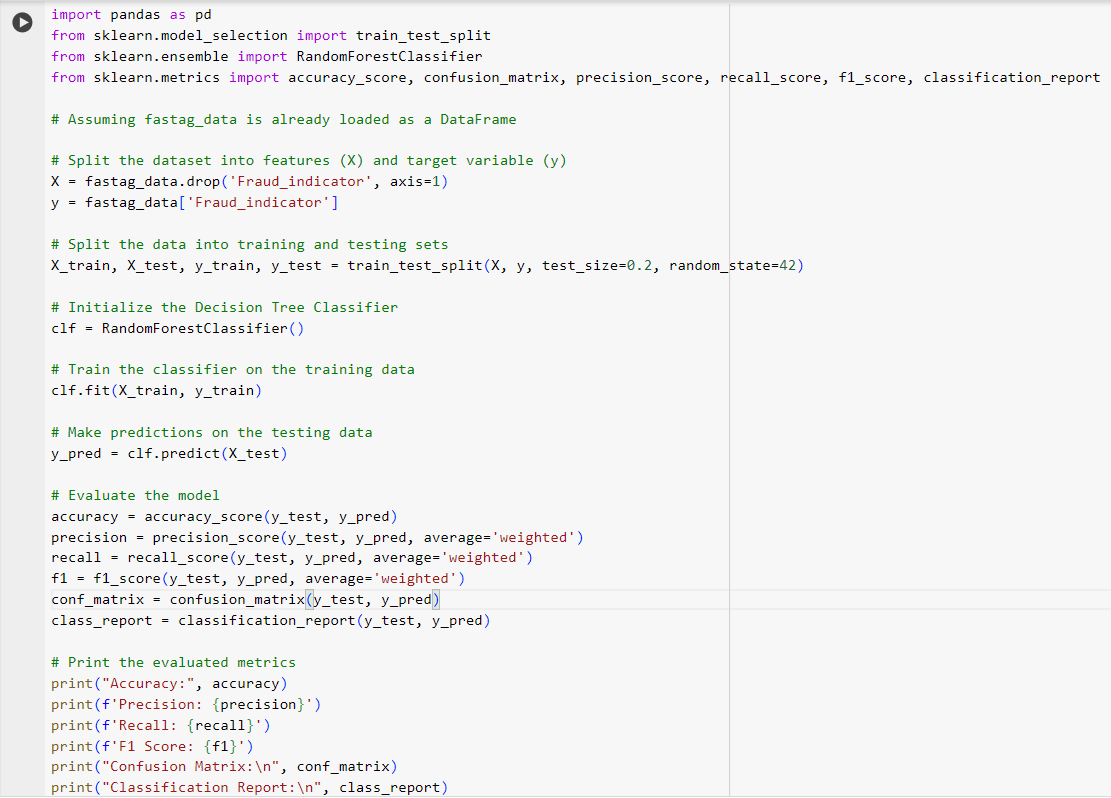 import pandas as pd
from sklearn.model_selection import train_test_split
from sklearn.ensemble import RandomForestClassifier
from sklearn.metrics import accuracy_score, confusion_matrix, precision_score, recall_score, f1_score, classification_report
# Assuming fastag_data is already loaded as a DataFrame
# Split the dataset into features (X) and target variable (y)
X = fastag_data.drop('Fraud_indicator', axis=1)
y = fastag_data['Fraud_indicator']
# Split the data into training and testing sets
X_train, X_test, y_train, y_test = train_test_split(X, y, test_size=0.2, random_state=42)
# Initialize the Decision Tree Classifier
clf = RandomForestClassifier()
# Train the classifier on the training data
clf.fit(X_train, y_train)
# Make predictions on the testing data
y_pred = clf.predict(X_test)
# Evaluate the model
accuracy = accuracy_score(y_test, y_pred)
precision = precision_score(y_test, y_pred, average='weighted')
recall = recall_score(y_test, y_pred, average='weighted')
f1 = f1_score(y_test, y_pred, average='weighted')
conf_matrix = confusion_matrix(y_test, y_pred)
class_report = classification_report(y_test, y_pred)
# Print the evaluated metrics
print("Accuracy:", accuracy)
print(f'Precision: {precision}')
print(f'Recall: {recall}')
print(f'F1 Score: {f1}')
print("Confusion Matrix:\n", conf_matrix)
print("Classification Report:\n", class_report)